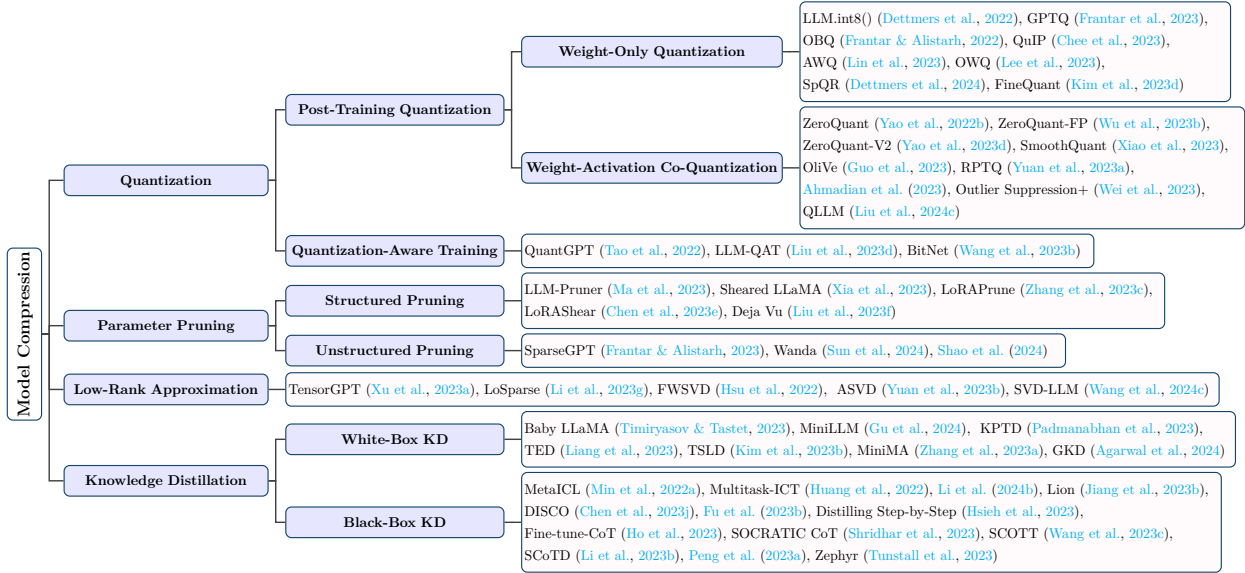 Model Compression
Quantization
Post-Training Quantization
Weight-Only Quantization
LLM.int8() (Dettmers et al., 2022), GPTQ (Frantar et al., 2023),
OBQ (Frantar & Alistarh, 2022), QuIP (Chee et al., 2023),
AWQ (Lin et al., 2023), OWQ (Lee et al., 2023),
SpQR (Dettmers et al., 2024), FineQuant (Kim et al., 2023d)
Weight-Activation Co-Quantization
ZeroQuant (Yao et al., 2022b), ZeroQuant-FP (Wu et al., 2023b),
ZeroQuant-V2 (Yao et al., 2023d), SmoothQuant (Xiao et al., 2023),
OliVe (Guo et al., 2023), RPTQ (Yuan et al., 2023a),
Ahmadian et al. (2023), Outlier Suppression+ (Wei et al., 2023),
QLLM (Liu et al., 2024c)
Quantization-Aware Training
QuantGPT (Tao et al., 2022), LLM-QAT (Liu et al., 2023d), BitNet (Wang et al., 2023b)
Parameter Pruning
Structured Pruning
LLM-Pruner (Ma et al., 2023), Sheared LLaMA (Xia et al., 2023), LoRAPrune (Zhang et al., 2023c),
LoRAShear (Chen et al., 2023e), Deja Vu (Liu et al., 2023f)
Unstructured Pruning
SparseGPT (Frantar & Alistarh, 2023), Wanda (Sun et al., 2024), Shao et al. (2024)
Low-Rank Approximation
TensorGPT (Xu et al., 2023a), LoSparse (Li et al., 2023g), FWSVD (Hsu et al., 2022), ASVD (Yuan et al., 2023b), SVD-LLM (Wang et al., 2024c)
Knowledge Distillation
White-Box KD
Baby LLaMA (Timiryasov & Tastet, 2023), MiniLLM (Gu et al., 2024), KPTD (Padmanabhan et al., 2023),
TED (Liang et al., 2023), TSLD (Kim et al., 2023b), MiniMA (Zhang et al., 2023a), GKD (Agarwal et al., 2024)
Black-Box KD
MetaICL (Min et al., 2022a), Multitask-ICT (Huang et al., 2022), Li et al. (2024b), Lion (Jiang et al., 2023b),
DISCO (Chen et al., 2023j), Fu et al. (2023b), Distilling Step-by-Step (Hsieh et al., 2023),
Fine-tune-CoT (Ho et al., 2023), SOCRATIC CoT (Shridhar et al., 2023), SCOTT (Wang et al., 2023c),
SCoTD (Li et al., 2023b), Peng et al. (2023a), Zephyr (Tunstall et al., 2023)